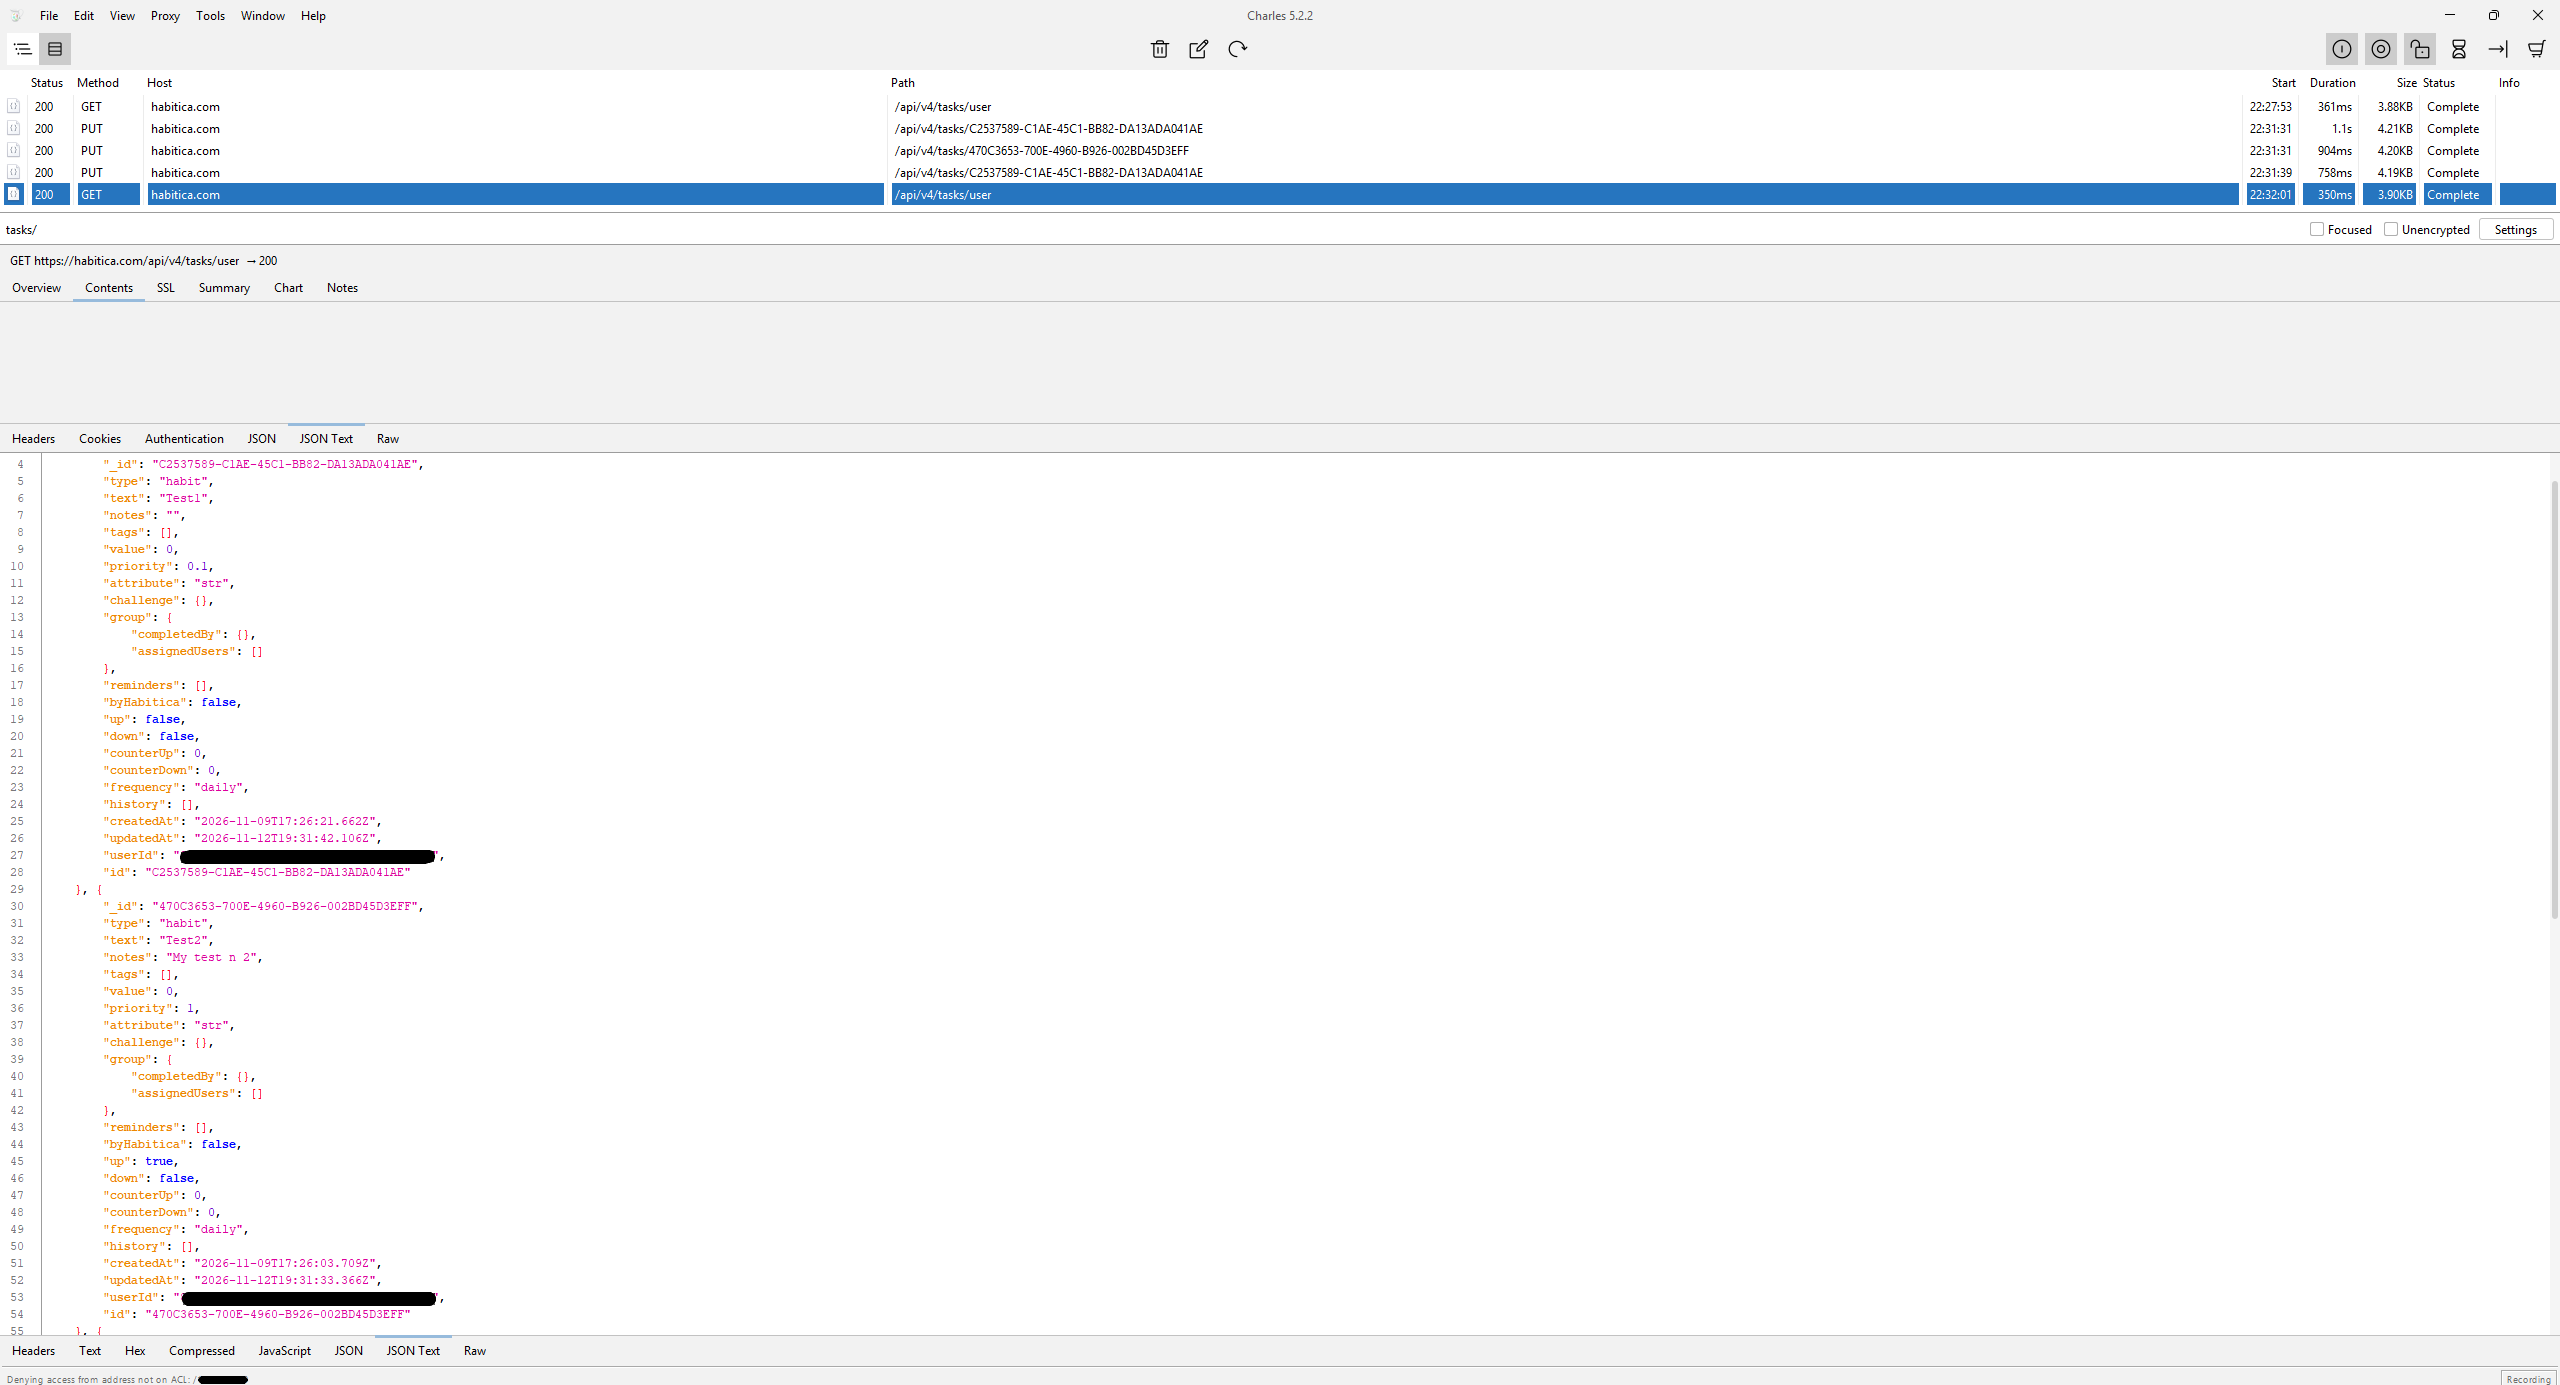 File Edit View Proxy Tools Window Help
Charles 5.2.2
Status Method Host Path Start Duration Size Status Info
200 GET habitica.com /api/v4/tasks/user 22:27:53 361ms 3.88KB Complete
200 PUT habitica.com /api/v4/tasks/C2537589-C1AE-45C1-BB82-DA13ADA041AE 22:31:31 1.1s 4.21KB Complete
200 PUT habitica.com /api/v4/tasks/470C3653-700E-4960-B926-002BD45D3EFF 22:31:31 904ms 4.20KB Complete
200 PUT habitica.com /api/v4/tasks/C2537589-C1AE-45C1-BB82-DA13ADA041AE 22:31:39 758ms 4.19KB Complete
200 GET habitica.com /api/v4/tasks/user 22:32:01 350ms 3.90KB Complete
tasks/ Focused Unencrypted Settings
GET https://habitica.com/api/v4/tasks/user → 200
Overview Contents SSL Summary Chart Notes
Headers Cookies Authentication JSON JSON Text Raw
4 "_id": "C2537589-C1AE-45C1-BB82-DA13ADA041AE",
5 "type": "habit",
6 "text": "Test1",
7 "notes": "",
8 "tags": [],
9 "value": 0,
10 "priority": 0.1,
11 "attribute": "str",
12 "challenge": {},
13 "group": {
14 "completedBy": {},
15 "assignedUsers": []
16 },
17 "reminders": [],
18 "byHabitica": false,
19 "up": false,
20 "down": false,
21 "counterUp": 0,
22 "counterDown": 0,
23 "frequency": "daily",
24 "history": [],
25 "createdAt": "2026-11-09T17:26:21.662Z",
26 "updatedAt": "2026-11-12T19:31:42.106Z",
27 "userId": "",
28 "id": "C2537589-C1AE-45C1-BB82-DA13ADA041AE"
29 }, {
30 "_id": "470C3653-700E-4960-B926-002BD45D3EFF",
31 "type": "habit",
32 "text": "Test2",
33 "notes": "My test n 2",
34 "tags": [],
35 "value": 0,
36 "priority": 1,
37 "attribute": "str",
38 "challenge": {},
39 "group": {
40 "completedBy": {},
41 "assignedUsers": []
42 },
43 "reminders": [],
44 "byHabitica": false,
45 "up": true,
46 "down": false,
47 "counterUp": 0,
48 "counterDown": 0,
49 "frequency": "daily",
50 "history": [],
51 "createdAt": "2026-11-09T17:26:03.709Z",
52 "updatedAt": "2026-11-12T19:31:33.366Z",
53 "userId": "",
54 "id": "470C3653-700E-4960-B926-002BD45D3EFF"
55 }, {
Headers Text Hex Compressed JavaScript JSON JSON Text Raw
Denying access from address not on ACL: / Recording